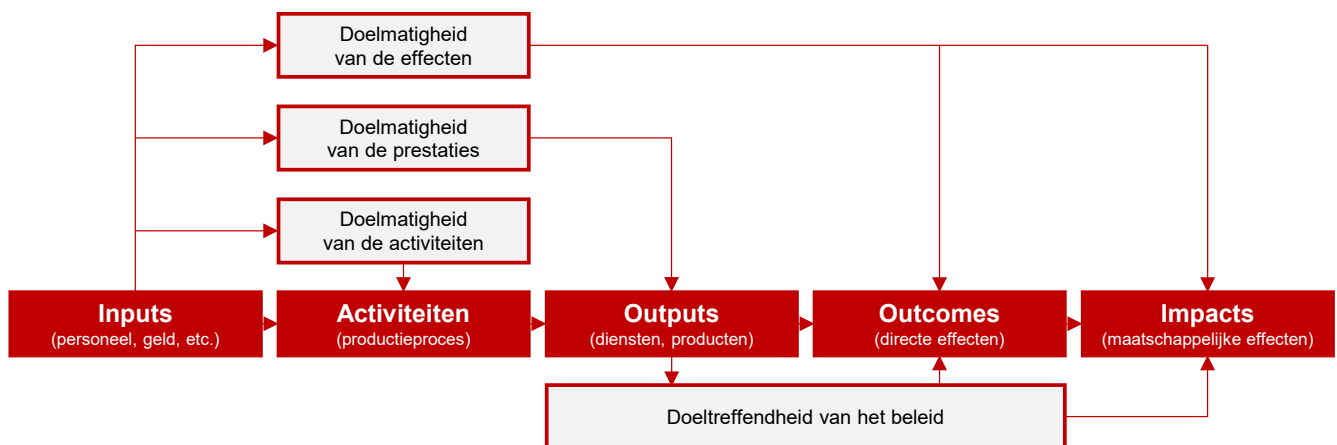 Doelmatigheid
van de effecten
Doelmatigheid
van de prestaties
Doelmatigheid
van de activiteiten
Inputs
(personeel, geld, etc.)
Activiteiten
(productieproces)
Outputs
(diensten, producten)
Outcomes
(directe effecten)
Impacts
(maatschappelijke effecten)
Doeltreffendheid van het beleid